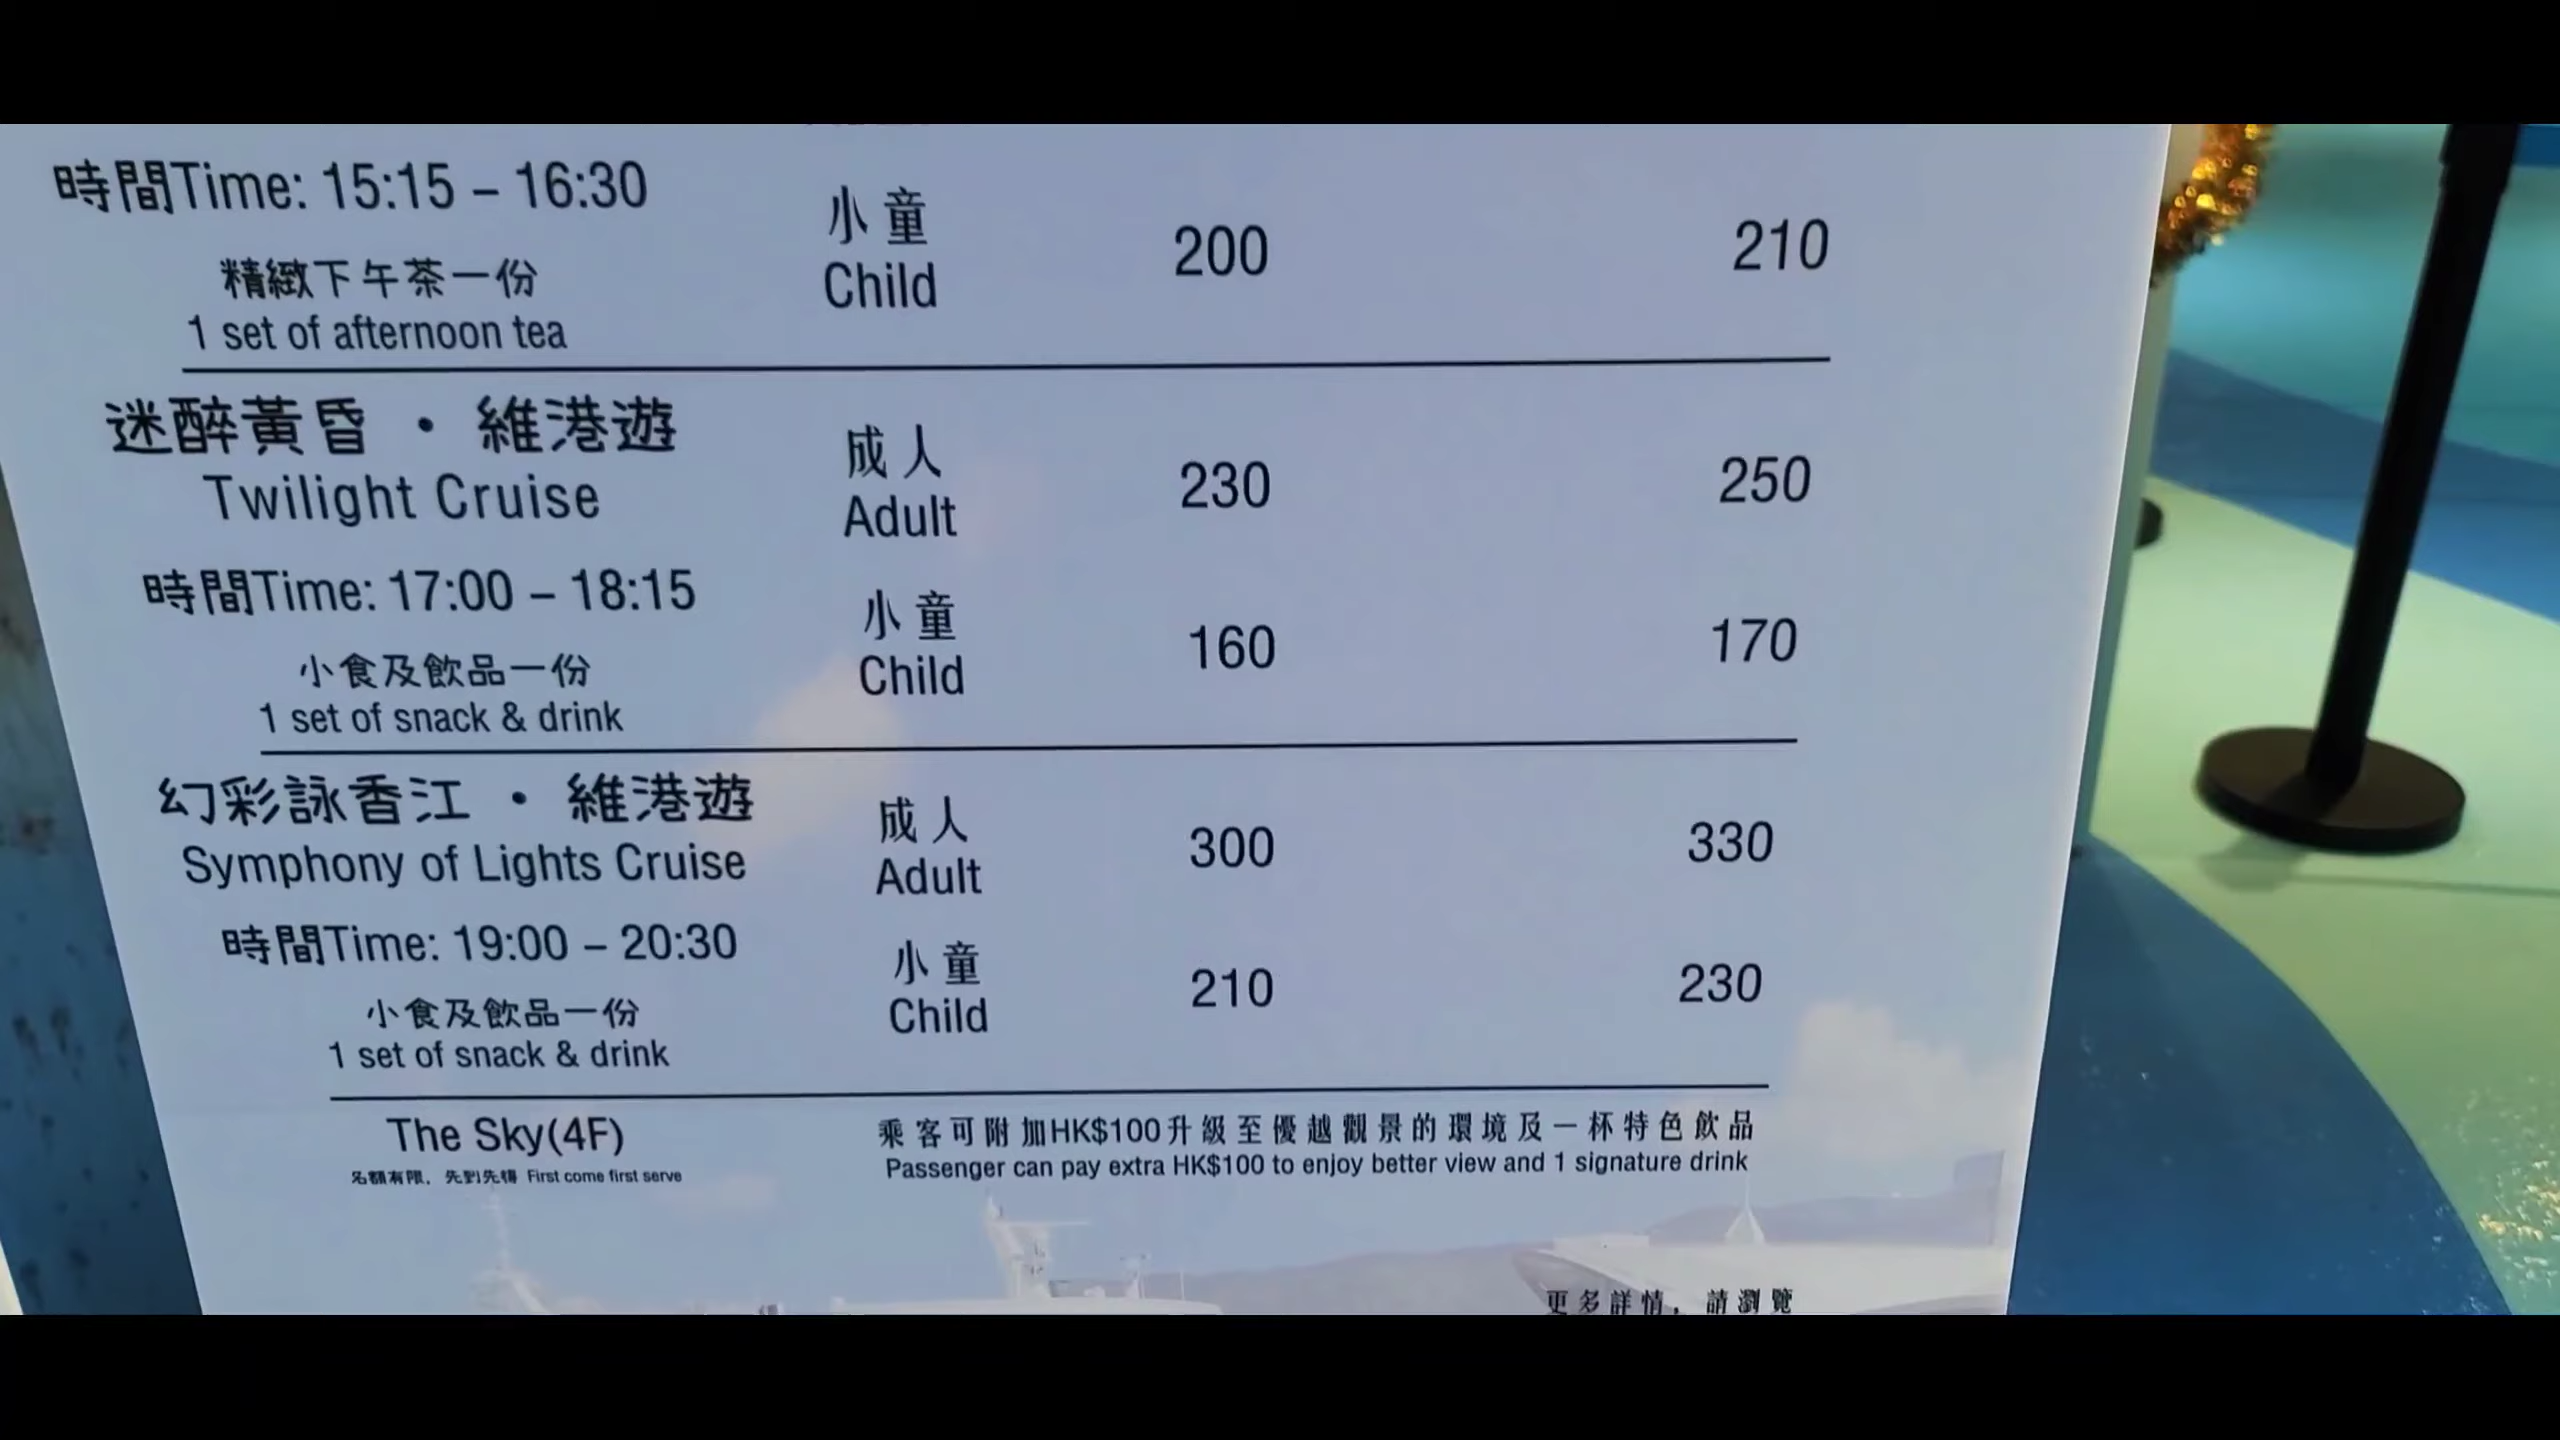 時間Time: 15:15 – 16:30
小童
Child
200
210
精緻下午茶一份
1 set of afternoon tea
迷醉黃昏 · 維港遊
Twilight Cruise
成人
Adult
230
250
時間Time: 17:00 – 18:15
小童
Child
160
170
小食及飲品一份
1 set of snack & drink
幻彩詠香江 · 維港遊
Symphony of Lights Cruise
成人
Adult
300
330
時間Time: 19:00 – 20:30
小童
Child
210
230
小食及飲品一份
1 set of snack & drink
The Sky(4F)
名額有限，先到先得 First come first serve
乘客可附加HK$100升級至優越觀景的環境及一杯特色飲品
Passenger can pay extra HK$100 to enjoy better view and 1 signature drink
更多詳情，請瀏覽